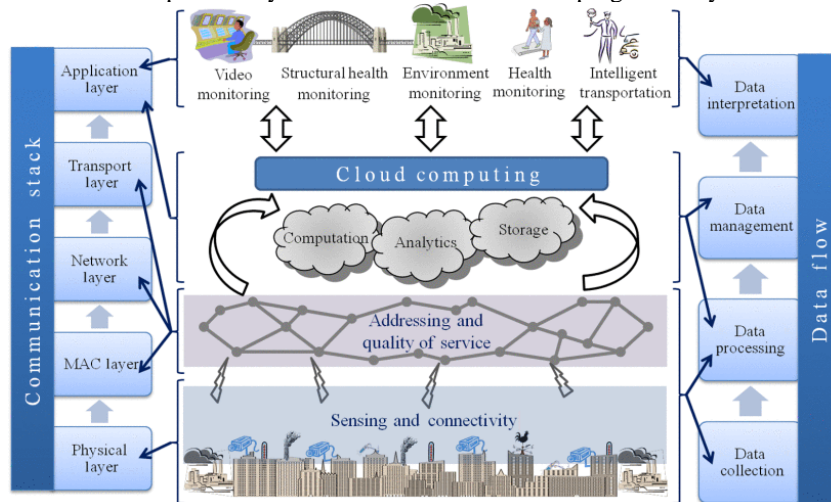 Video
monitoring
Structural health
monitoring
Environment
monitoring
Health
monitoring
Intelligent
transportation
Communication stack
Application
layer
Transport
layer
Network
layer
MAC layer
Physical
layer
Cloud computing
Computation
Analytics
Storage
Addressing and
quality of service
Sensing and connectivity
Data
interpretation
Data
management
Data
processing
Data
collection
Data flow